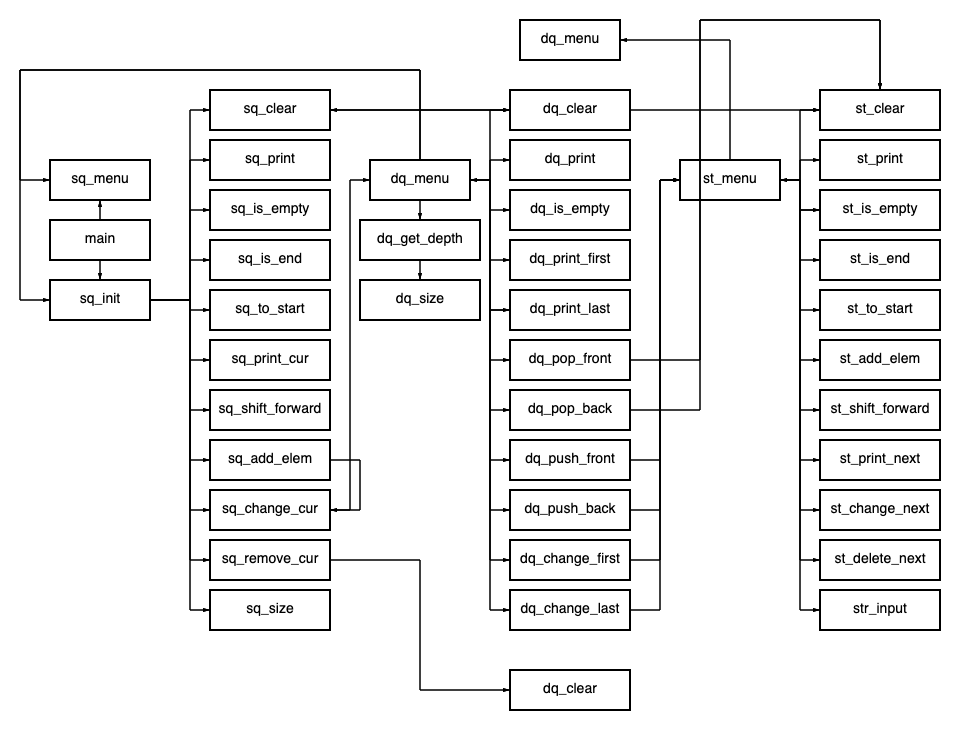 dq_menu
sq_clear
dq_clear
st_clear
sq_print
dq_print
st_print
sq_menu
dq_menu
st_menu
sq_is_empty
dq_is_empty
st_is_empty
main
dq_get_depth
sq_is_end
dq_print_first
st_is_end
sq_init
dq_size
sq_to_start
dq_print_last
st_to_start
sq_print_cur
dq_pop_front
st_add_elem
sq_shift_forward
dq_pop_back
st_shift_forward
sq_add_elem
dq_push_front
st_print_next
sq_change_cur
dq_push_back
st_change_next
sq_remove_cur
dq_change_first
st_delete_next
sq_size
dq_change_last
str_input
dq_clear